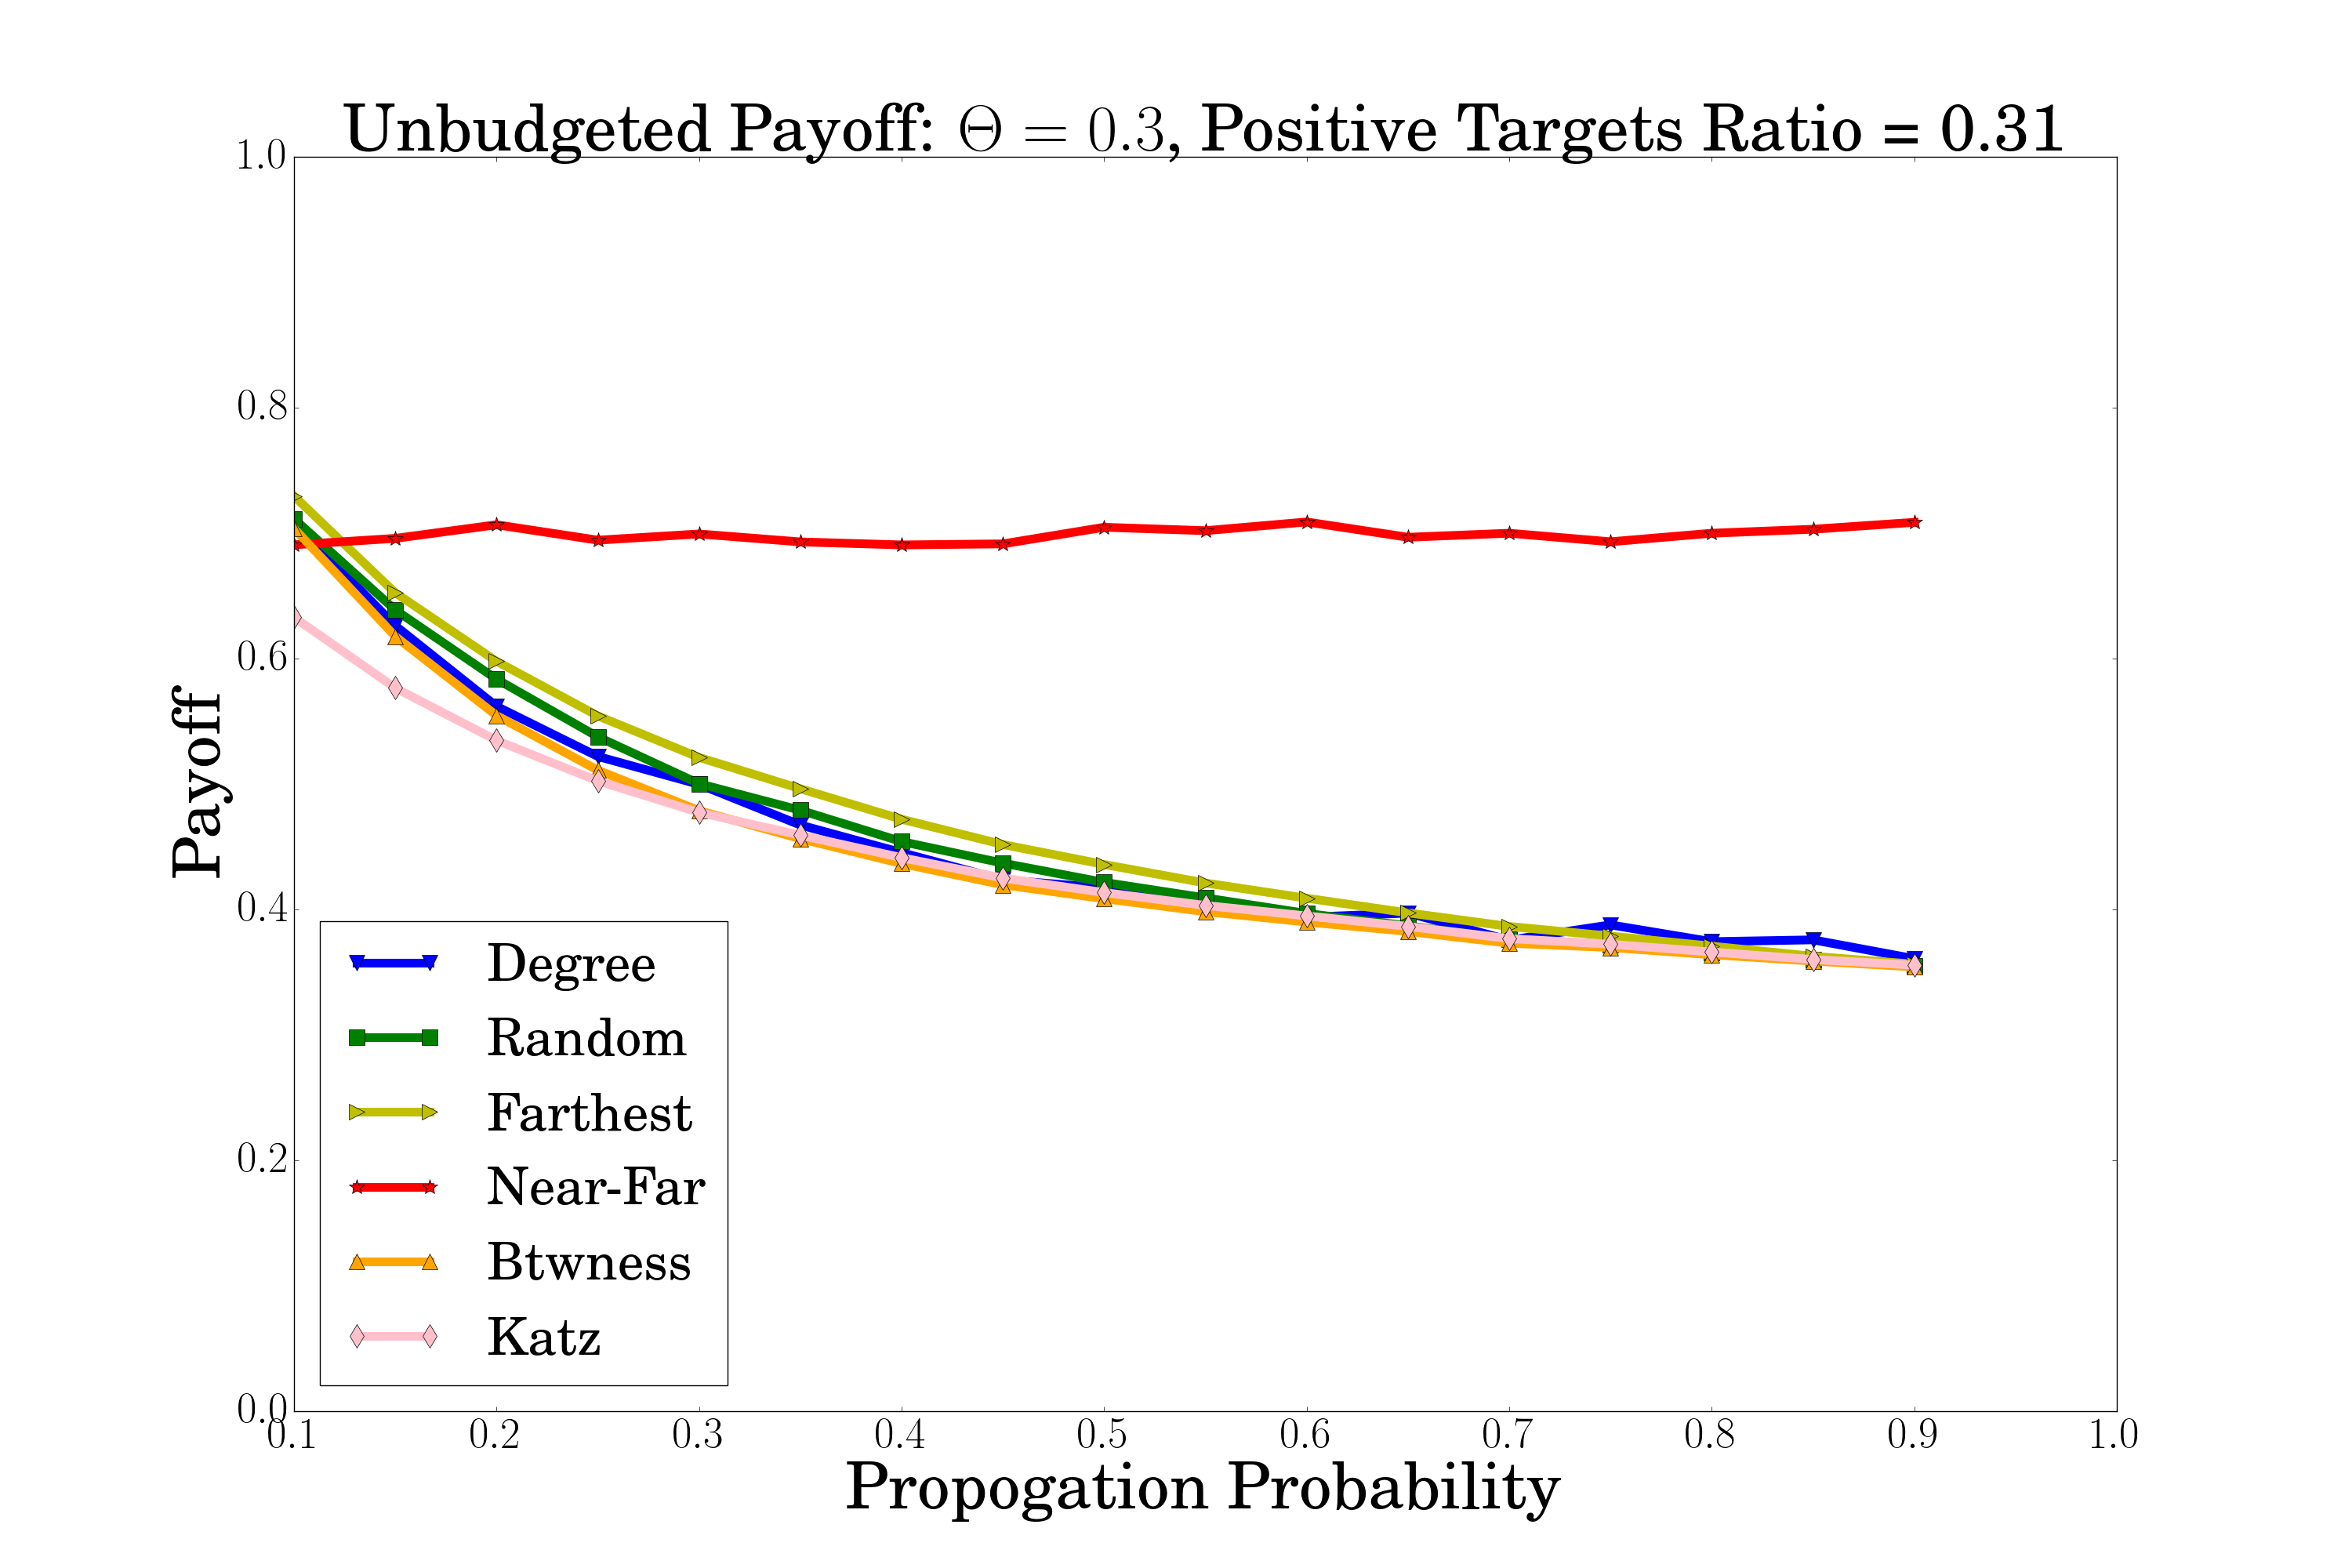 Unbudgeted Payoff: Θ = 0.3, Positive Targets Ratio = 0.31
1.0
0.8
0.6
0.4
0.2
0.0
Payoff
Degree
Random
Farthest
Near-Far
Btwness
Katz
0.1 0.2 0.3 0.4 0.5 0.6 0.7 0.8 0.9 1.0
Propogation Probability